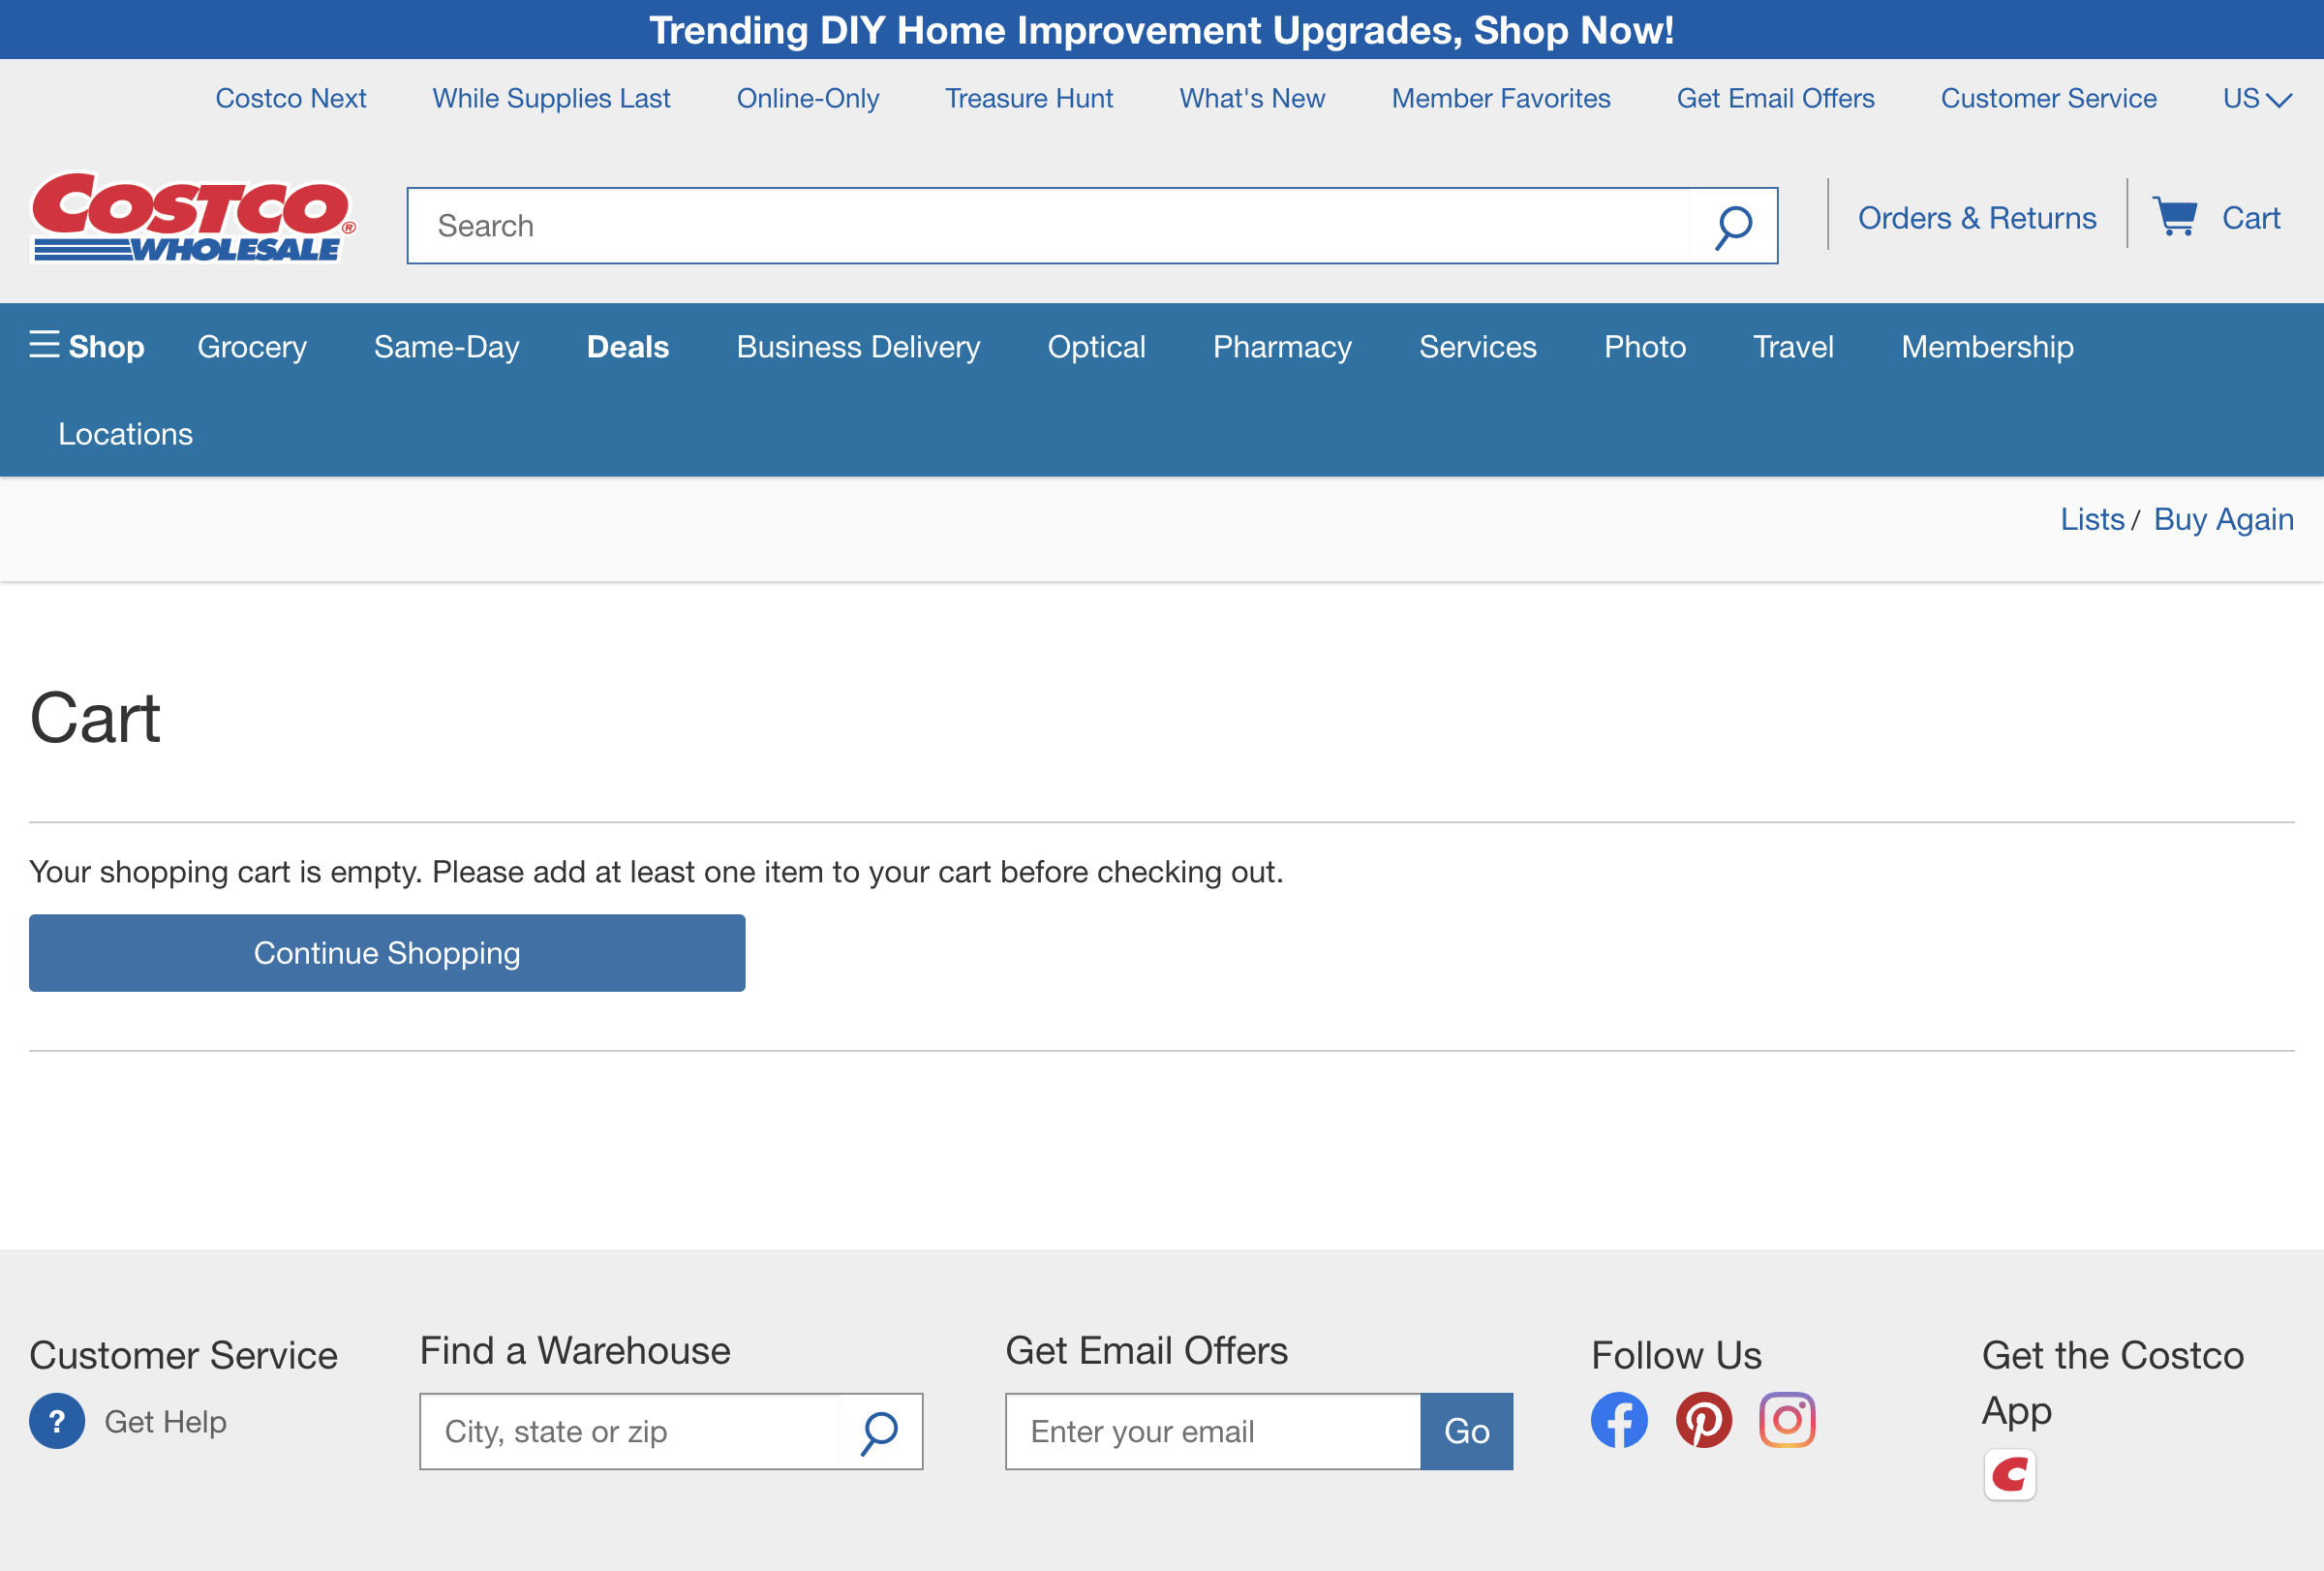 Trending DIY Home Improvement Upgrades, Shop Now!
Costco Next While Supplies Last Online-Only Treasure Hunt What's New Member Favorites Get Email Offers Customer Service US
COSTCO®
WHOLESALE
Search
Orders & Returns
Cart
Shop Grocery Same-Day Deals Business Delivery Optical Pharmacy Services Photo Travel Membership
Locations
Lists / Buy Again
Cart
Your shopping cart is empty. Please add at least one item to your cart before checking out.
Continue Shopping
Customer Service
? Get Help
Find a Warehouse
City, state or zip
Get Email Offers
Enter your email Go
Follow Us
Get the Costco
App